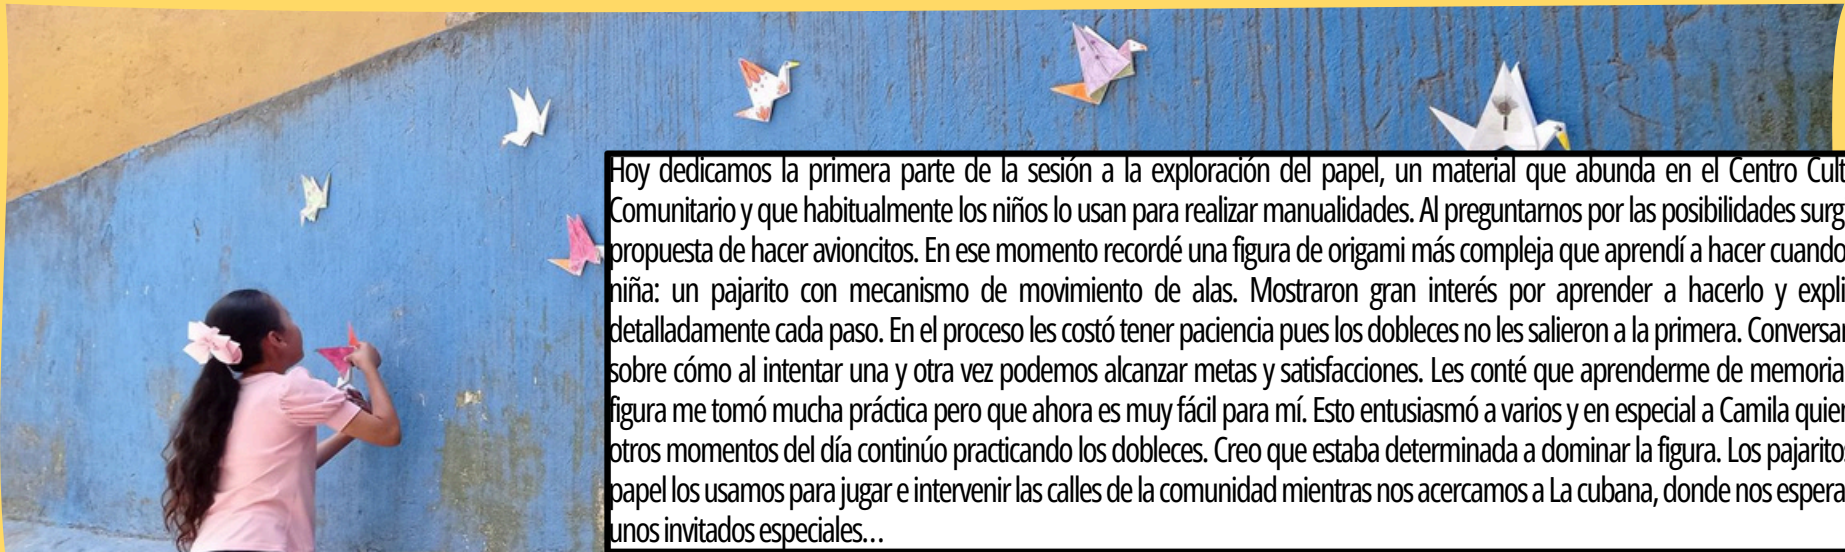 Hoy dedicamos la primera parte de la sesión a la exploración del papel, un material que abunda en el Centro Cult
Comunitario y que habitualmente los niños lo usan para realizar manualidades. Al preguntarnos por las posibilidades surg
propuesta de hacer avioncitos. En ese momento recordé una figura de origami más compleja que aprendí a hacer cuando
niña: un pajarito con mecanismo de movimiento de alas. Mostraron gran interés por aprender a hacerlo y expli
detalladamente cada paso. En el proceso les costó tener paciencia pues los dobleces no les salieron a la primera. Conversa
sobre cómo al intentar una y otra vez podemos alcanzar metas y satisfacciones. Les conté que aprenderme de memoria
figura me tomó mucha práctica pero que ahora es muy fácil para mí. Esto entusiasmó a varios y en especial a Camila quie
otros momentos del día continúo practicando los dobleces. Creo que estaba determinada a dominar la figura. Los pajarito
papel los usamos para jugar e intervenir las calles de la comunidad mientras nos acercamos a La cubana, donde nos espera
unos invitados especiales...